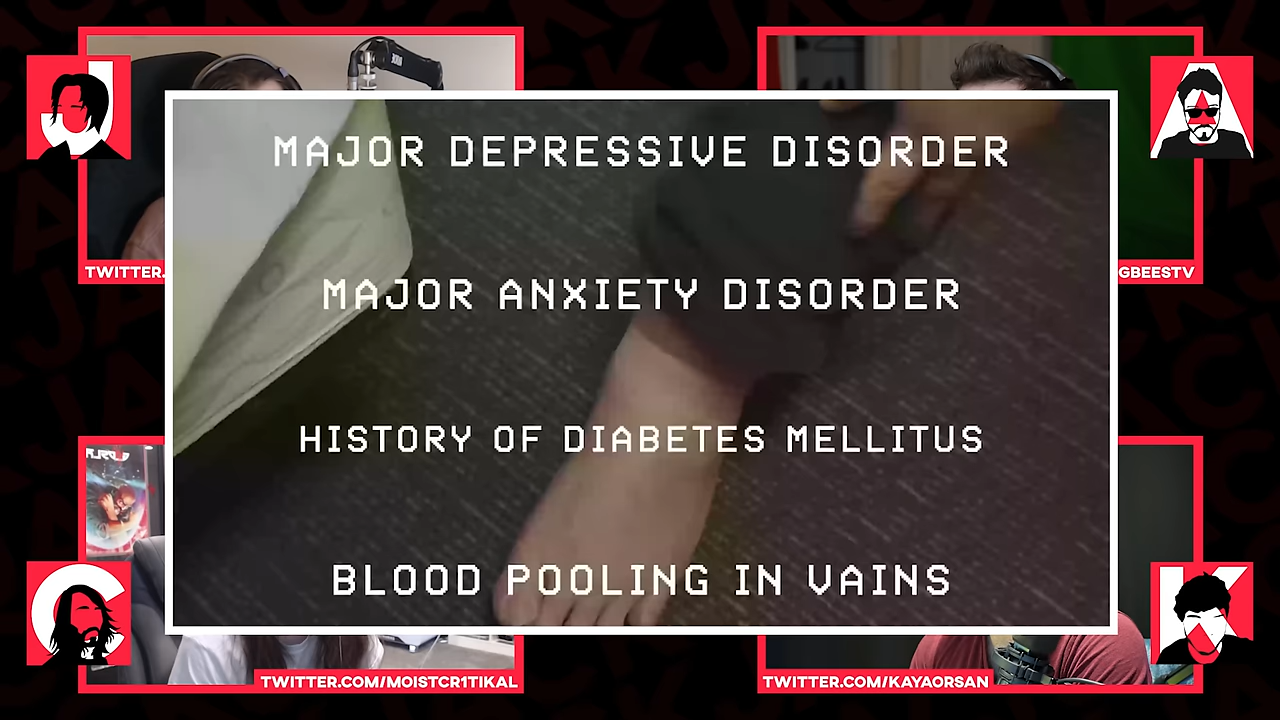 TWITTER.
GBEESTV
MAJOR DEPRESSIVE DISORDER
MAJOR ANXIETY DISORDER
HISTORY OF DIABETES MELLITUS
BLOOD POOLING IN VAINS
TWITTER.COM/MOISTCR1TIKAL
TWITTER.COM/KAYAORSAN